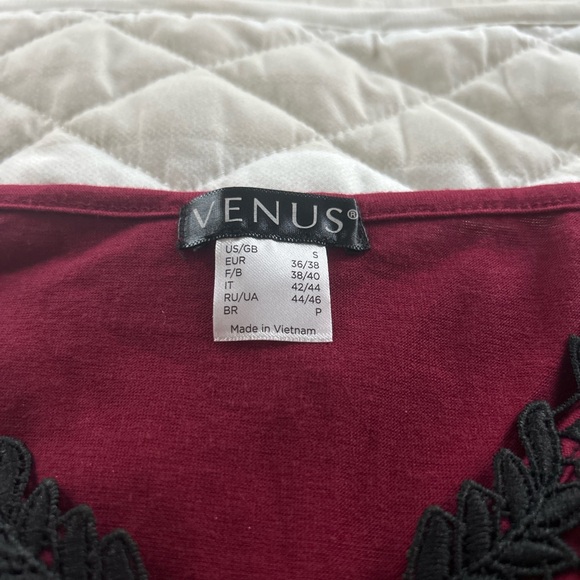 VENUS®
US/GB S
EUR 36/38
F/B 38/40
IT 42/44
RU/UA 44/46
BR P
Made in Vietnam